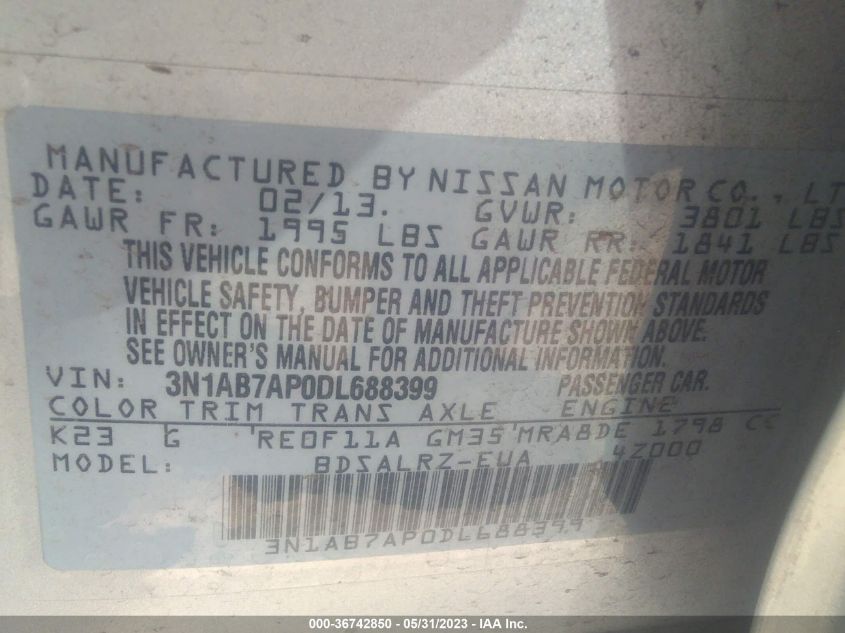 MANUFACTURED BY NISSAN MOTOR CO., LT
DATE: 02/13. GVWR: 3801 LBS
GAWR FR: 1995 LBS GAWR RR: 1841 LBS
THIS VEHICLE CONFORMS TO ALL APPLICABLE FEDERAL MOTOR
VEHICLE SAFETY, BUMPER AND THEFT PREVENTION STANDARDS
IN EFFECT ON THE DATE OF MANUFACTURE SHOWN ABOVE.
SEE OWNER'S MANUAL FOR ADDITIONAL INFORMATION.
VIN: 3N1AB7AP0DL688399 PASSENGER CAR.
COLOR TRIM TRANS AXLE ENGINE
K23 G RE0F11A GM35 MRA8DE 1798 CC
MODEL: BDSALRZ-EUA 4Z000
3N1AB7AP0DL688399
000-36742850 / 05/31/2023 - IAA Inc.